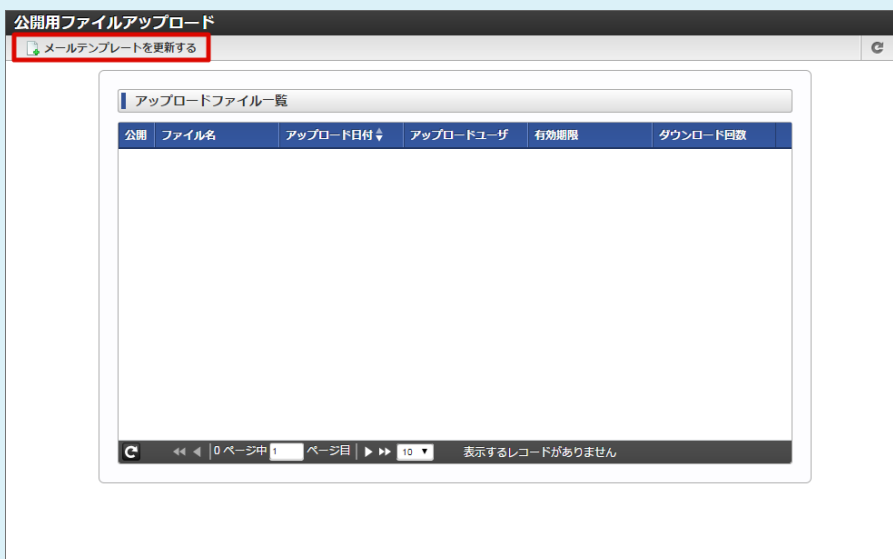 公開用ファイルアップロード
メールテンプレートを更新する
アップロードファイル一覧
公開 ファイル名 アップロード日付 アップロードユーザ 有効期限 ダウンロード回数
0 ページ中 1 ページ目 10 表示するレコードがありません